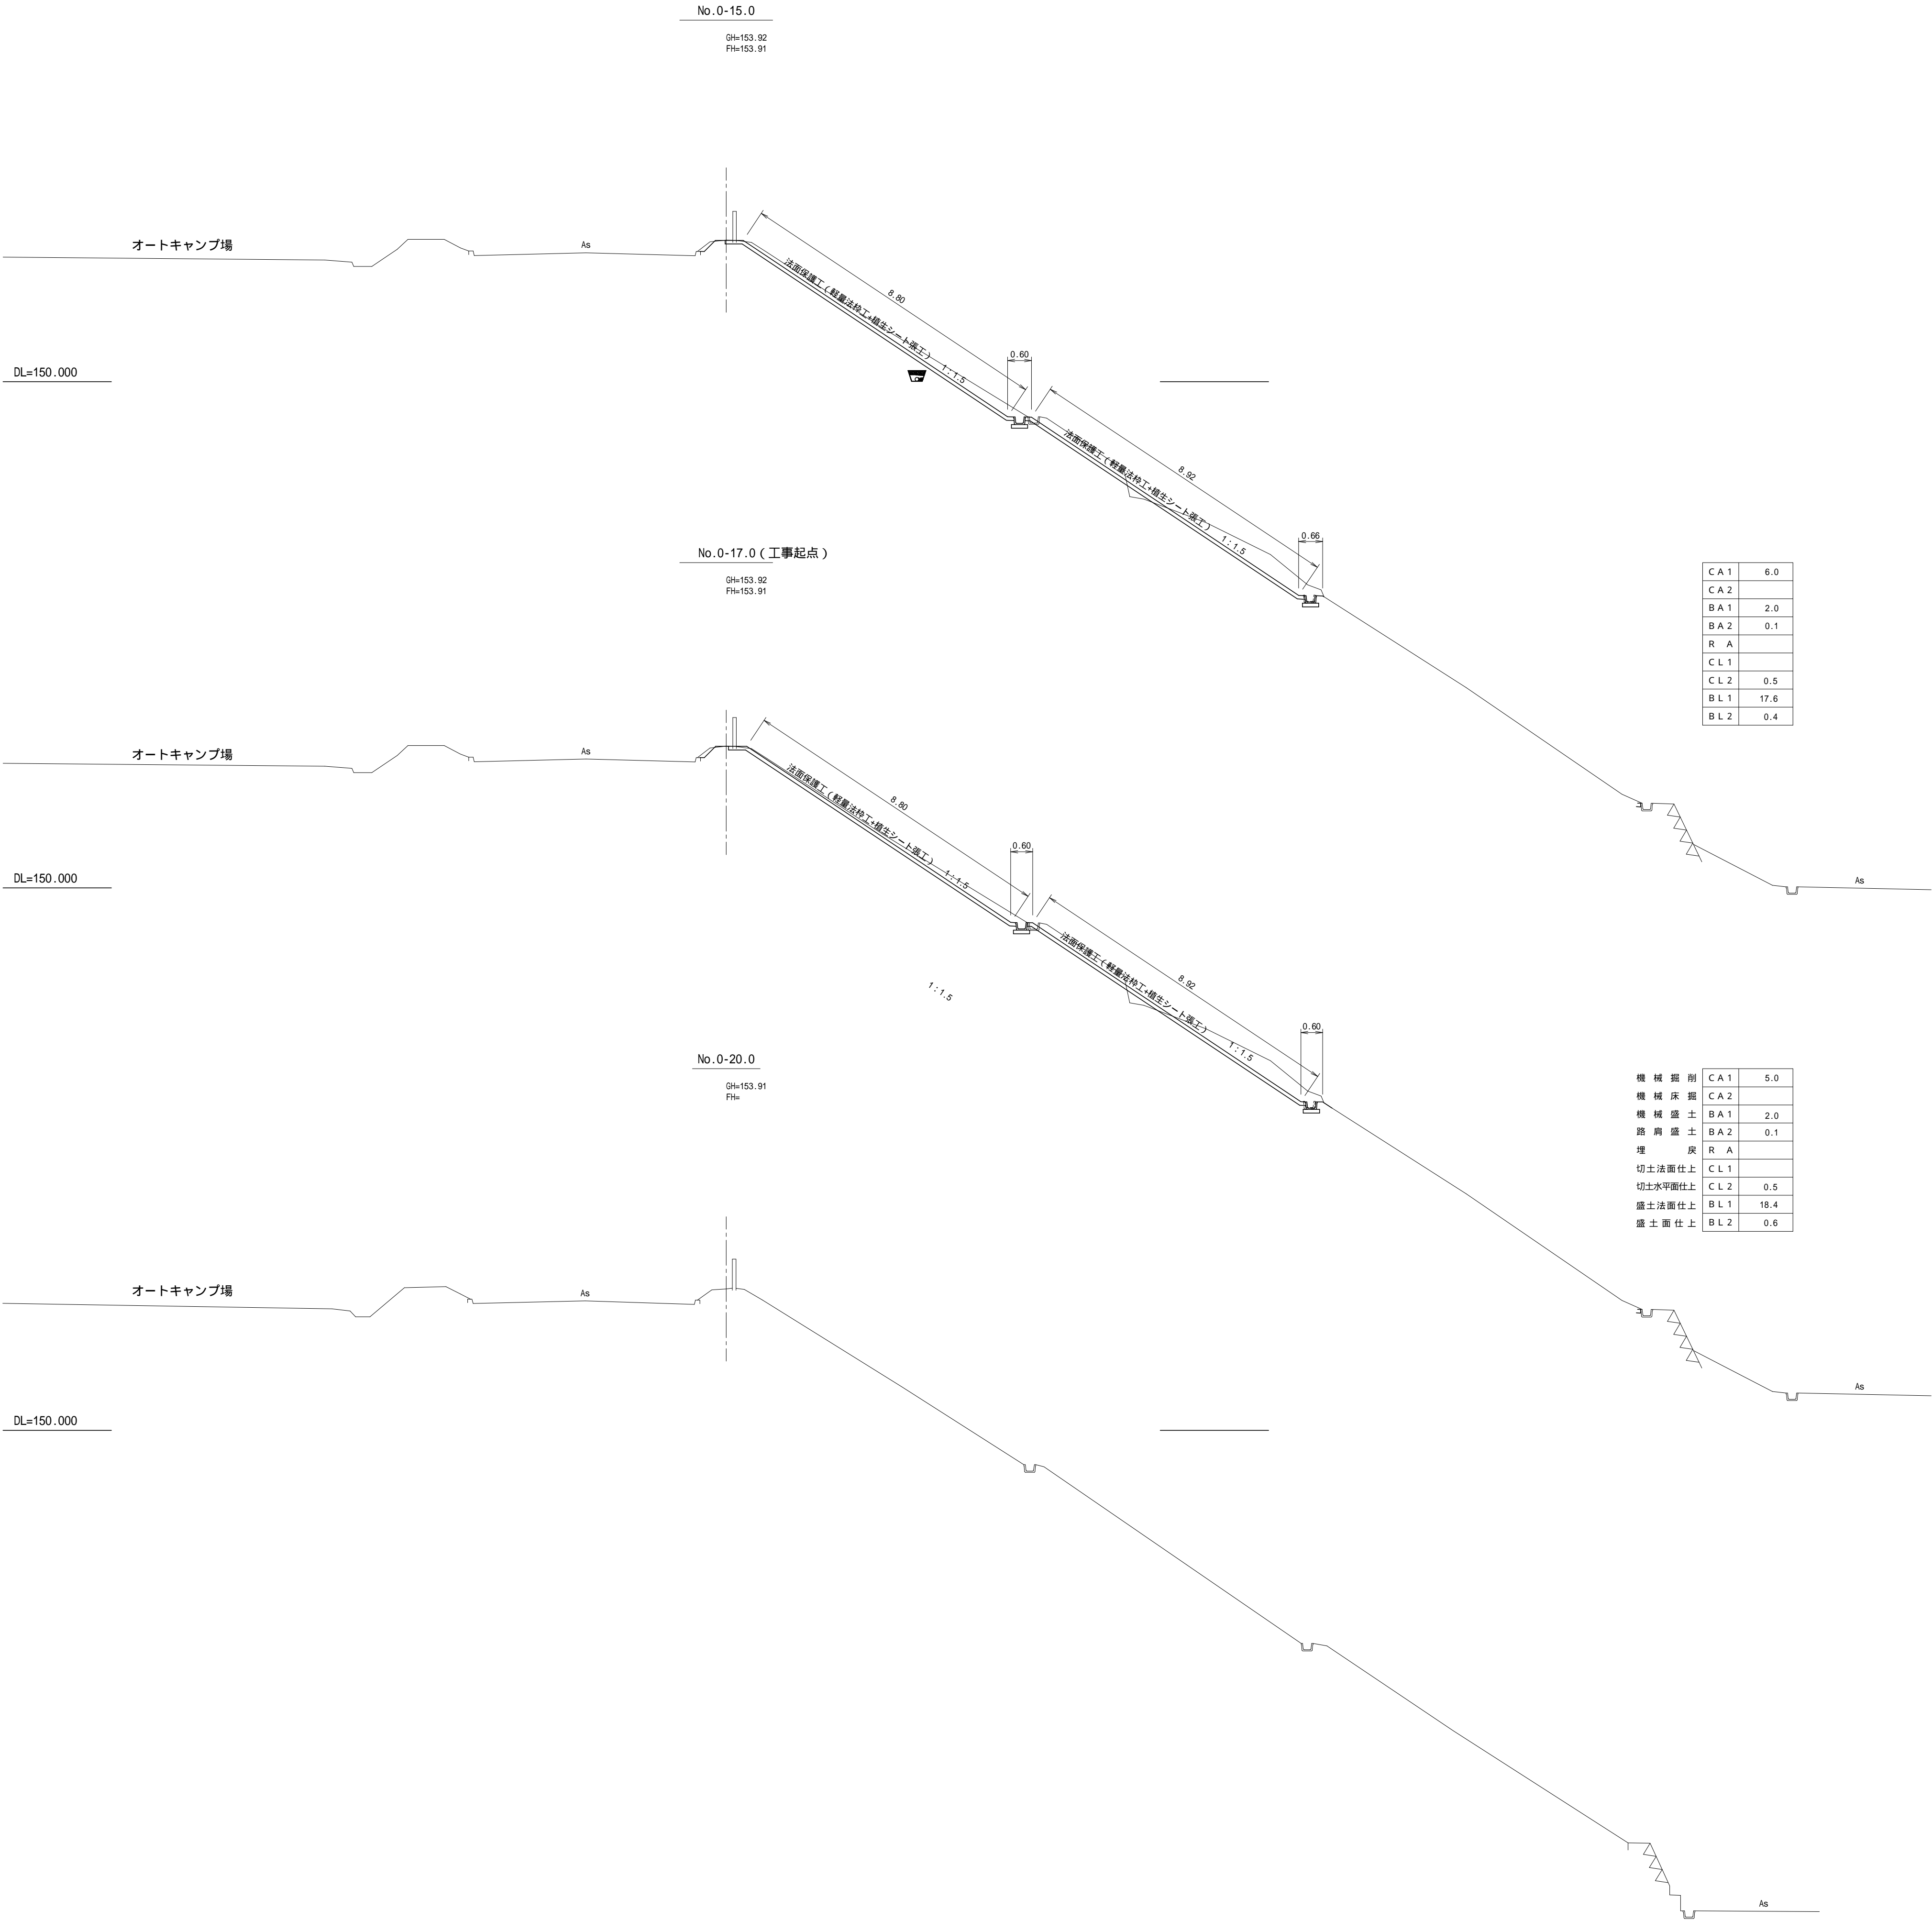 No.0-15.0
GH=153.92
FH=153.91
オートキャンプ場
As
法面保護工(軽量法枠工+植生シート張工)
8.80
1:1.5
0.60
DL=150.000
法面保護工(軽量法枠工+植生シート張工)
8.92
1:1.5
0.66
As
CA1 6.0
CA2
BA1 2.0
BA2 0.1
R A
CL1
CL2 0.5
BL1 17.6
BL2 0.4
No.0-17.0(工事起点)
GH=153.92
FH=153.91
オートキャンプ場
As
法面保護工(軽量法枠工+植生シート張工)
8.80
1:1.5
0.60
DL=150.000
法面保護工(軽量法枠工+植生シート張工)
8.92
1:1.5
0.60
1:1.5
As
機械掘削 CA1 5.0
機械床掘 CA2
機械盛土 BA1 2.0
路肩盛土 BA2 0.1
埋戻 R A
切土法面仕上 CL1
切土水平面仕上 CL2 0.5
盛土法面仕上 BL1 18.4
盛土面仕上 BL2 0.6
No.0-20.0
GH=153.91
FH=
オートキャンプ場
As
DL=150.000
As